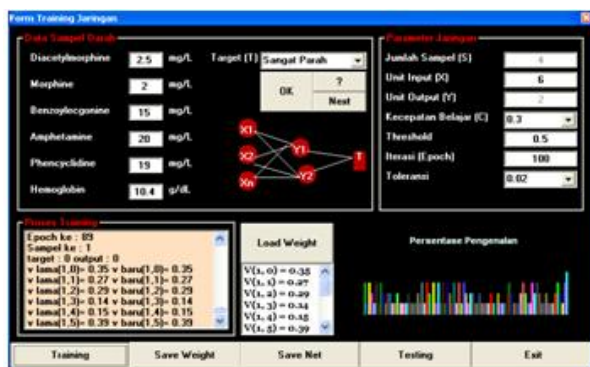 Form Training Jaringan
Data Sampel Darah
Diacetylmorphine 2.5 mg/L Target (T) Sangat Parah
Morphine 2 mg/L
OK ? Next
Benzoylecgonine 15 mg/L
Amphetamine 20 mg/L
Phencyclidine 19 mg/L
Hemoglobin 10.4 g/dL
X1 X2 Xn Y1 Y2 T
Parameter Jaringan
Jumlah Sampel (S) 4
Unit Input (X) 6
Unit Output (Y) 2
Kecepatan Belajar (C) 0.3
Threshold 0.5
Iterasi (Epoch) 100
Toleransi 0.02
Proses Training
Epoch ke : 89
Sampel ke : 1
target : 0 output : 0
v lama(1,0)= 0.35 v baru(1,0)= 0.35
v lama(1,1)= 0.27 v baru(1,1)= 0.27
v lama(1,2)= 0.29 v baru(1,2)= 0.29
v lama(1,3)= 0.14 v baru(1,3)= 0.14
v lama(1,4)= 0.15 v baru(1,4)= 0.15
v lama(1,5)= 0.39 v baru(1,5)= 0.39
Load Weight
V(1, 0) = 0.35
V(1, 1) = 0.27
V(1, 2) = 0.29
V(1, 3) = 0.14
V(1, 4) = 0.15
V(1, 5) = 0.39
Persentase Pengenalan
Training Save Weight Save Net Testing Exit